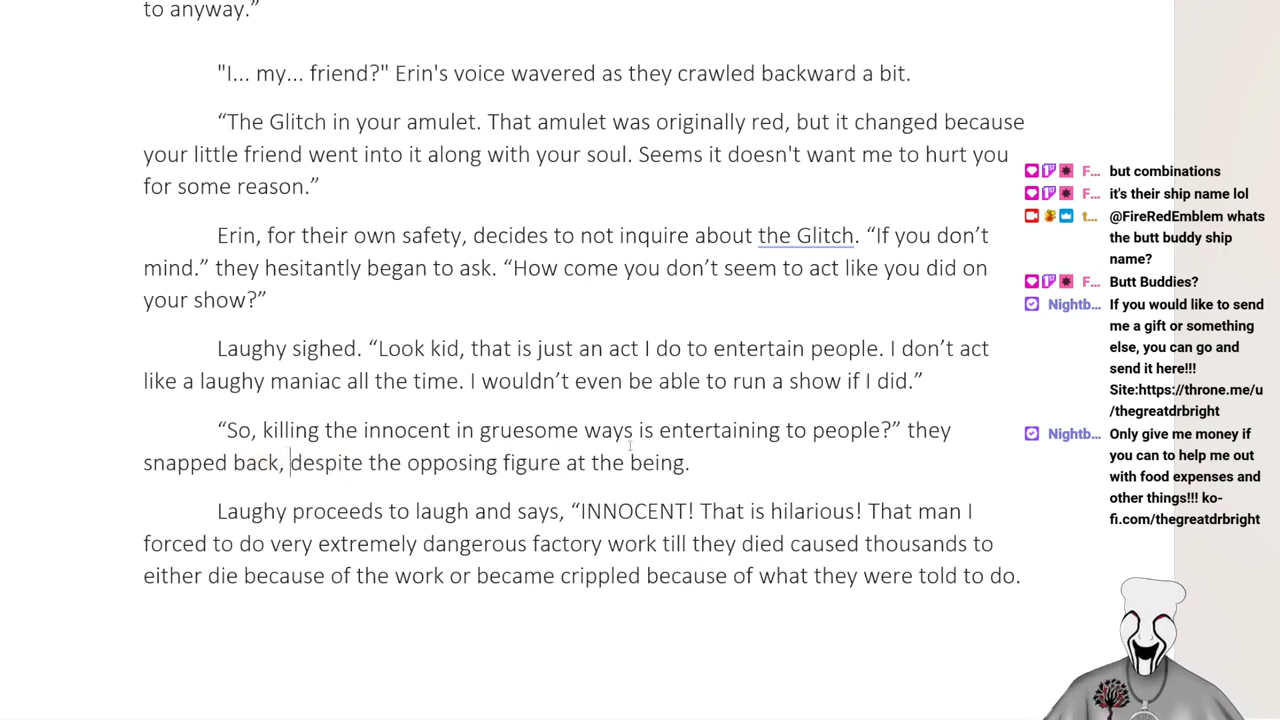 to anyway.”
"I... my... friend?" Erin's voice wavered as they crawled backward a bit.
“The Glitch in your amulet. That amulet was originally red, but it changed because
your little friend went into it along with your soul. Seems it doesn't want me to hurt you
for some reason.”
Erin, for their own safety, decides to not inquire about the Glitch. “If you don’t
mind.” they hesitantly began to ask. “How come you don’t seem to act like you did on
your show?”
Laughy sighed. “Look kid, that is just an act I do to entertain people. I don’t act
like a laughy maniac all the time. I wouldn’t even be able to run a show if I did.”
“So, killing the innocent in gruesome ways is entertaining to people?” they
snapped back, despite the opposing figure at the being.
Laughy proceeds to laugh and says, “INNOCENT! That is hilarious! That man I
forced to do very extremely dangerous factory work till they died caused thousands to
either die because of the work or became crippled because of what they were told to do.
F... but combinations
F... it's their ship name lol
t... @FireRedEmblem whats
the butt buddy ship
name?
F... Butt Buddies?
Nightb... If you would like to send
me a gift or something
else, you can go and
send it here!!!
Site:https://throne.me/u
/thegreatdrbright
Nightb... Only give me money if
you can to help me out
with food expenses and
other things!!! ko-
fi.com/thegreatdrbright